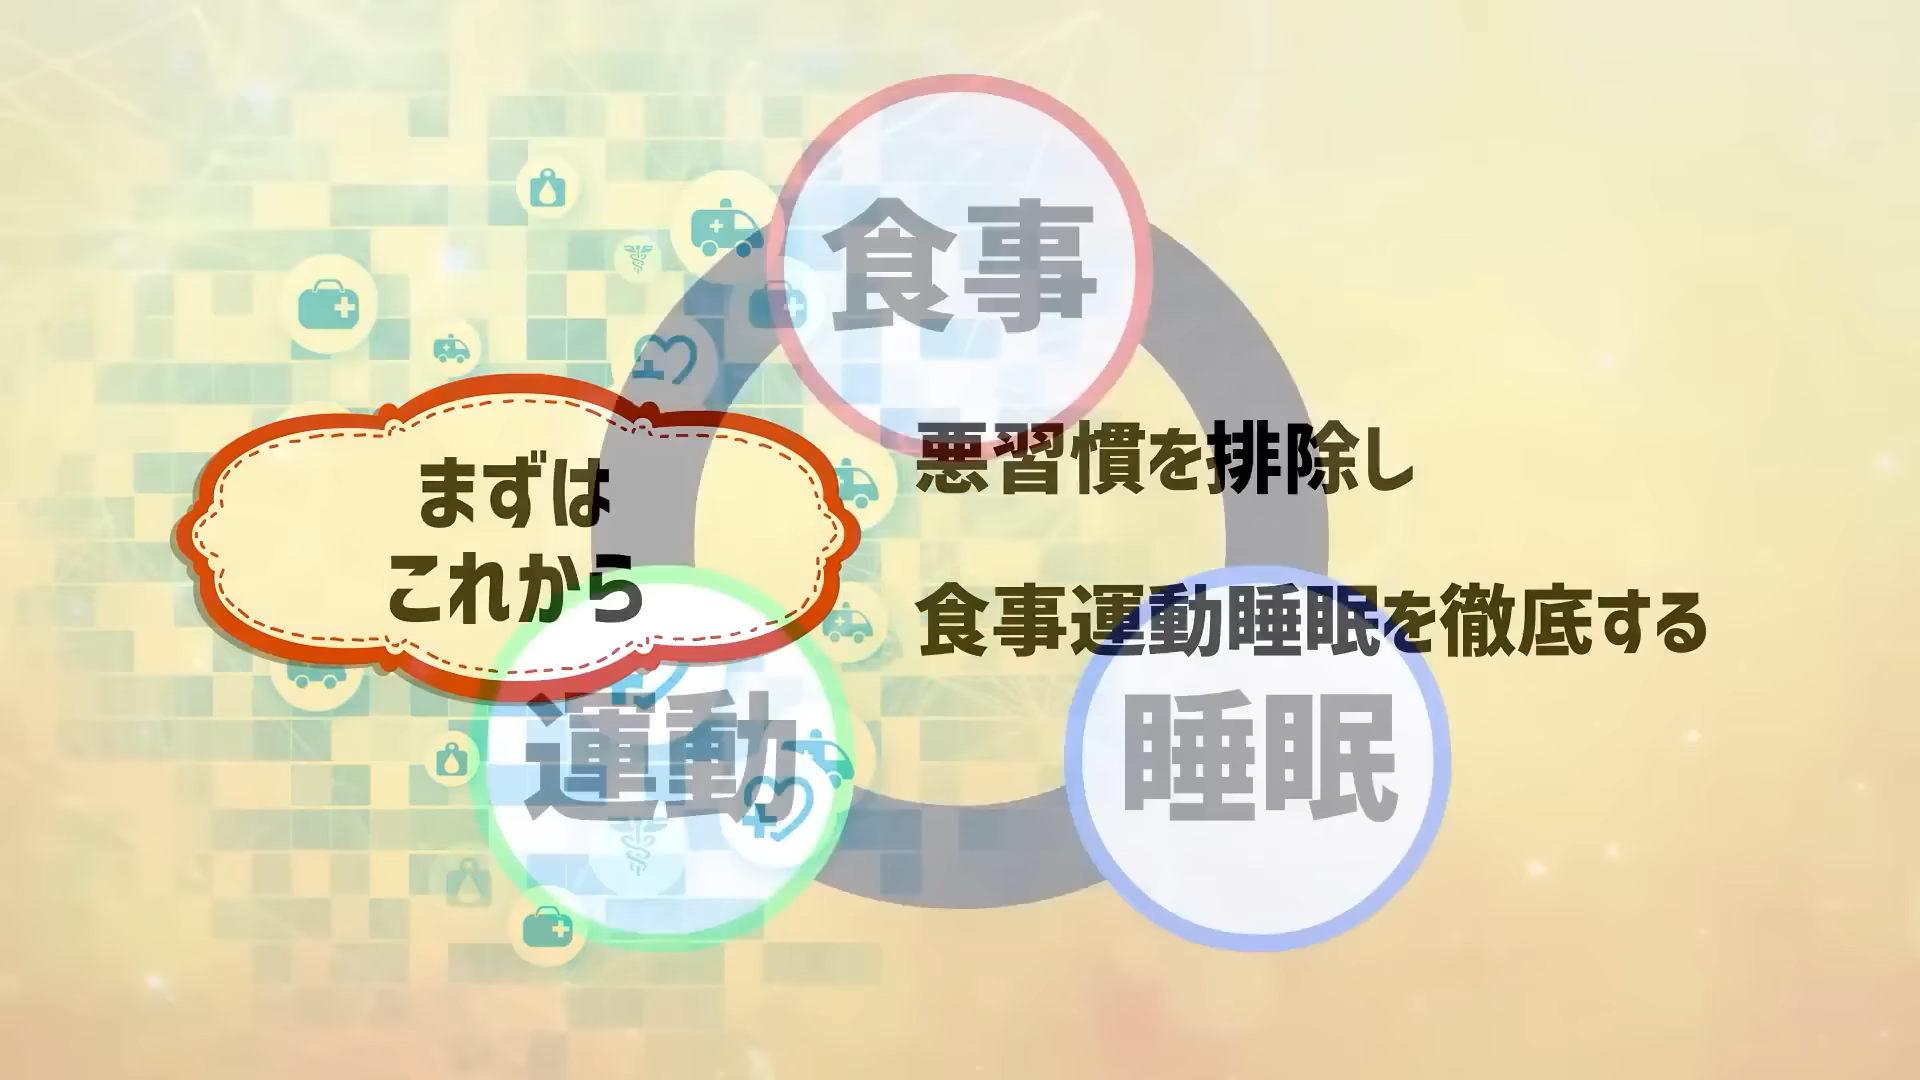 食事
まずは
これから
悪習慣を排除し
食事運動睡眠を徹底する
運動
睡眠